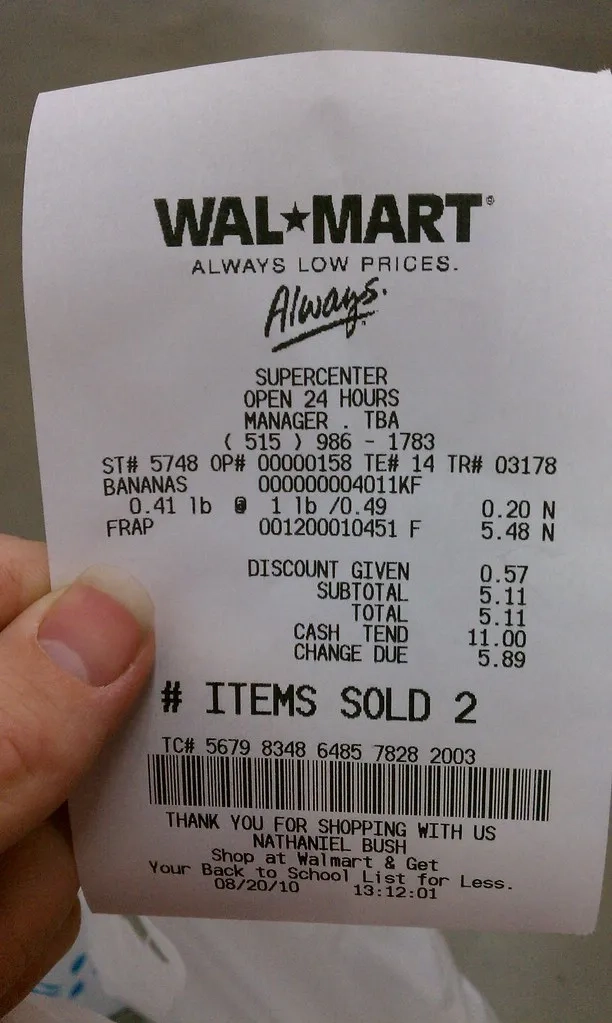 WAL★MART®
ALWAYS LOW PRICES.
Always.
SUPERCENTER
OPEN 24 HOURS
MANAGER . TBA
( 515 ) 986 - 1783
ST# 5748 OP# 00000158 TE# 14 TR# 03178
BANANAS 000000004011KF
0.41 lb @ 1 lb /0.49 0.20 N
FRAP 001200010451 F 5.48 N
DISCOUNT GIVEN 0.57
SUBTOTAL 5.11
TOTAL 5.11
CASH TEND 11.00
CHANGE DUE 5.89
# ITEMS SOLD 2
TC# 5679 8348 6485 7828 2003
THANK YOU FOR SHOPPING WITH US
NATHANIEL BUSH
Shop at Walmart & Get
Your Back to School List for Less.
08/20/10 13:12:01